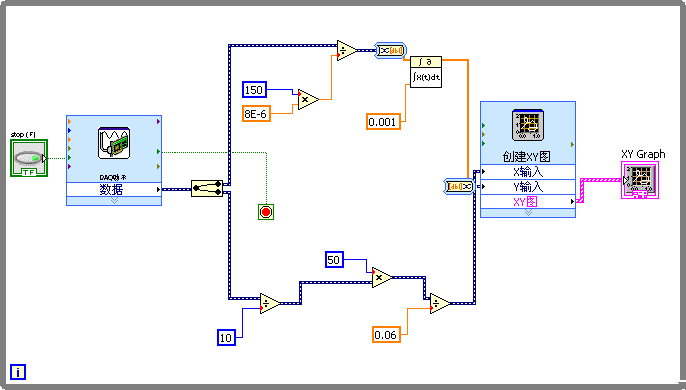 150
8E-6
∫∂
∫X(t)dt
0.001
stop (F)
TF
DAQ助手
数据
创建XY图
X输入
Y输入
XY图
XY Graph
50
10
0.06
i